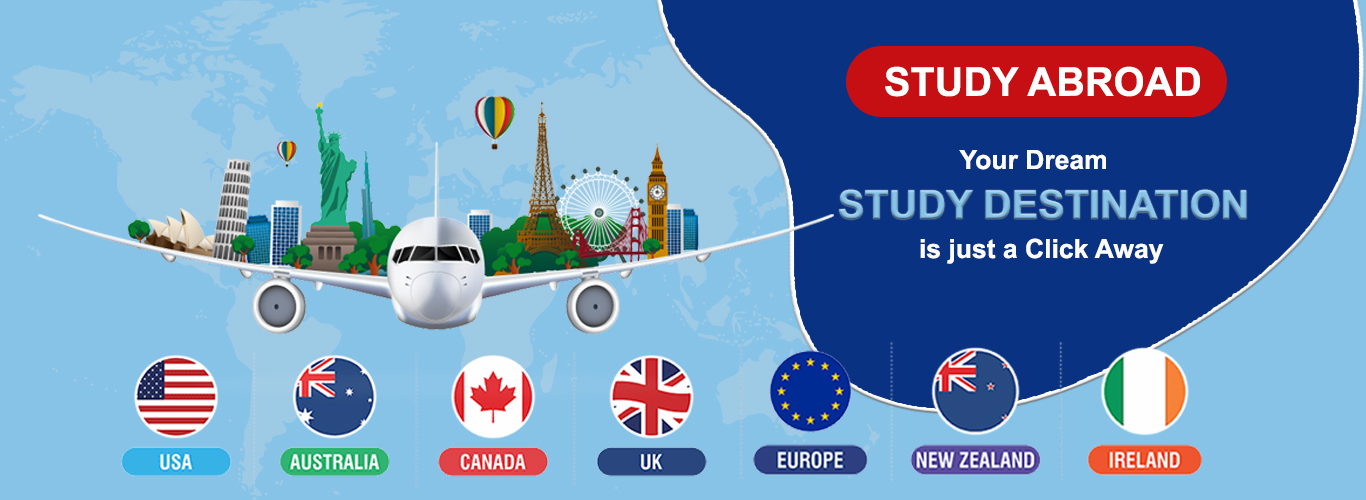 STUDY ABROAD
Your Dream
STUDY DESTINATION
is just a Click Away
USA
AUSTRALIA
CANADA
UK
EUROPE
NEW ZEALAND
IRELAND